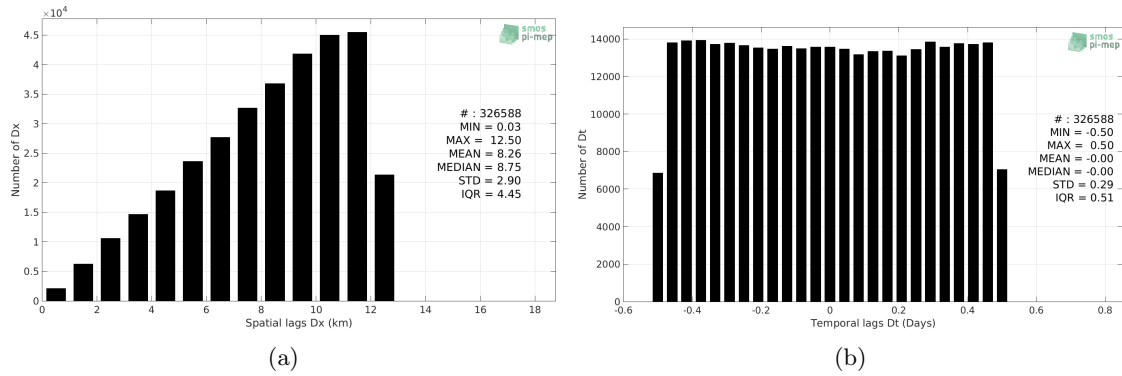 ×10⁴
4.5
4
3.5
3
2.5
2
1.5
1
0.5
0
0 2 4 6 8 10 12 14 16 18
Number of Dx
Spatial lags Dx (km)
smos
pi-mep
# : 326588
MIN = 0.03
MAX = 12.50
MEAN = 8.26
MEDIAN = 8.75
STD = 2.90
IQR = 4.45
(a)
14000
12000
10000
8000
6000
4000
2000
0
-0.6 -0.4 -0.2 0 0.2 0.4 0.6 0.8
Number of Dt
Temporal lags Dt (Days)
smos
pi-mep
# : 326588
MIN = -0.50
MAX = 0.50
MEAN = -0.00
MEDIAN = -0.00
STD = 0.29
IQR = 0.51
(b)